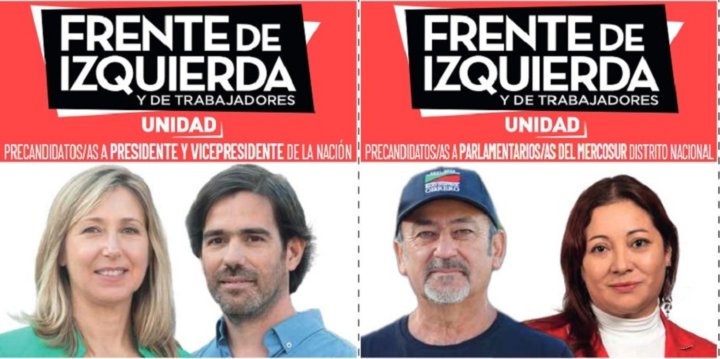 FRENTE DE
IZQUIERDA
Y DE TRABAJADORES
UNIDAD
PRECANDIDATOS/AS A PRESIDENTE Y VICEPRESIDENTE DE LA NACIÓN
FRENTE DE
IZQUIERDA
Y DE TRABAJADORES
UNIDAD
PRECANDIDATOS/AS A PARLAMENTARIOS/AS DEL MERCOSUR DISTRITO NACIONAL
OBRERO